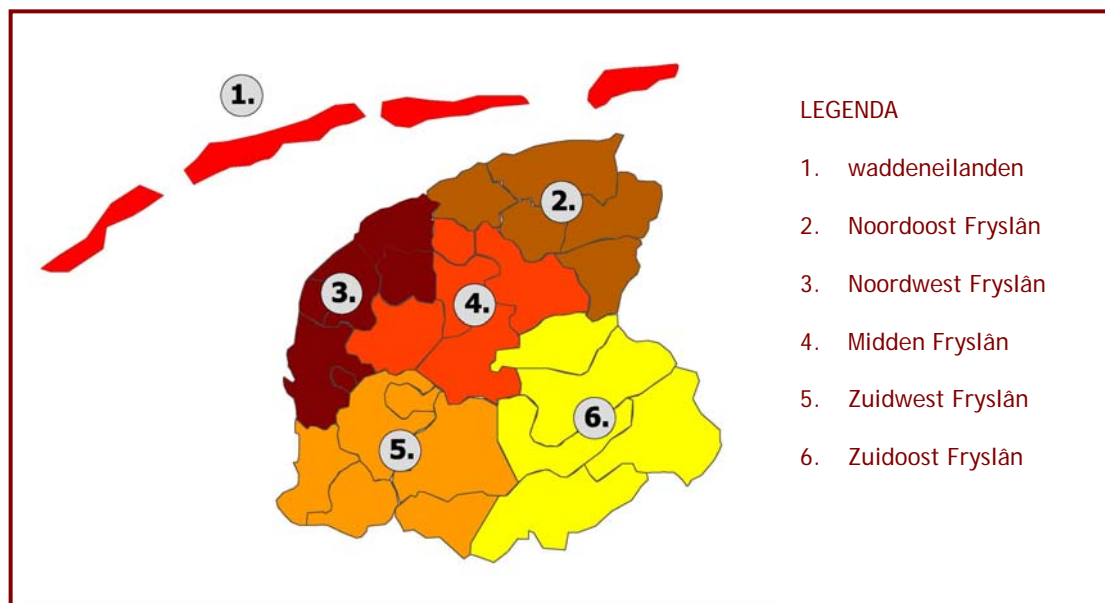 1.
2.
3.
4.
5.
6.
LEGENDA
1. waddeneilanden
2. Noordoost Fryslân
3. Noordwest Fryslân
4. Midden Fryslân
5. Zuidwest Fryslân
6. Zuidoost Fryslân